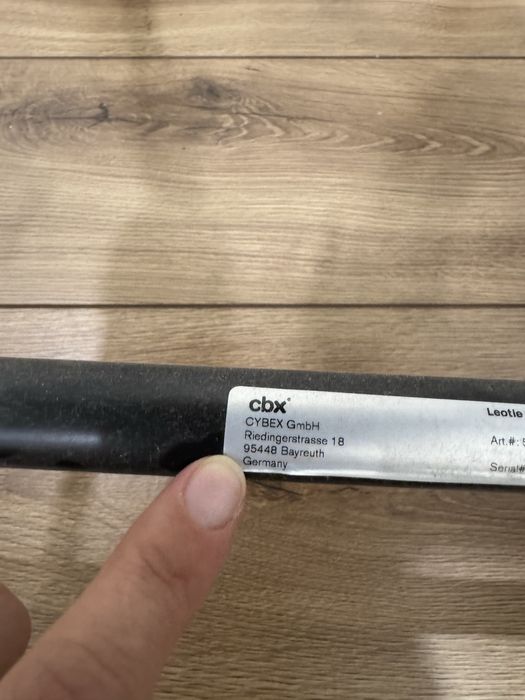 cbx
CYBEX GmbH
Riedingerstrasse 18
95448 Bayreuth
Germany
Leotie
Art.#:
Serial#